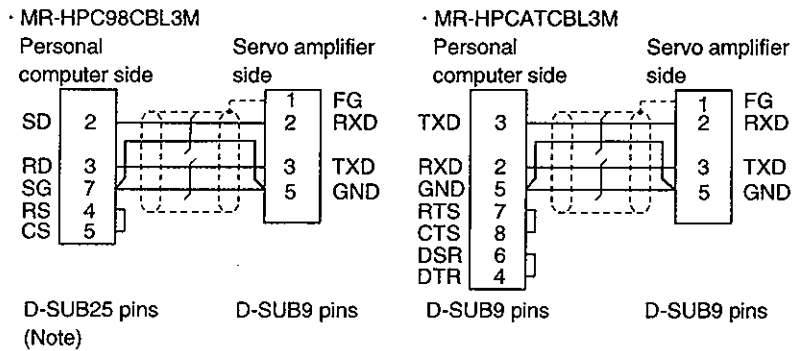 · MR-HPC98CBL3M
Personal computer side
Servo amplifier side
SD 2
1 FG
2 RXD
RD 3
3 TXD
SG 7
5 GND
RS 4
CS 5
D-SUB25 pins
(Note)
D-SUB9 pins
· MR-HPCATCBL3M
Personal computer side
Servo amplifier side
TXD 3
1 FG
2 RXD
RXD 2
3 TXD
GND 5
5 GND
RTS 7
CTS 8
DSR 6
DTR 4
D-SUB9 pins
D-SUB9 pins